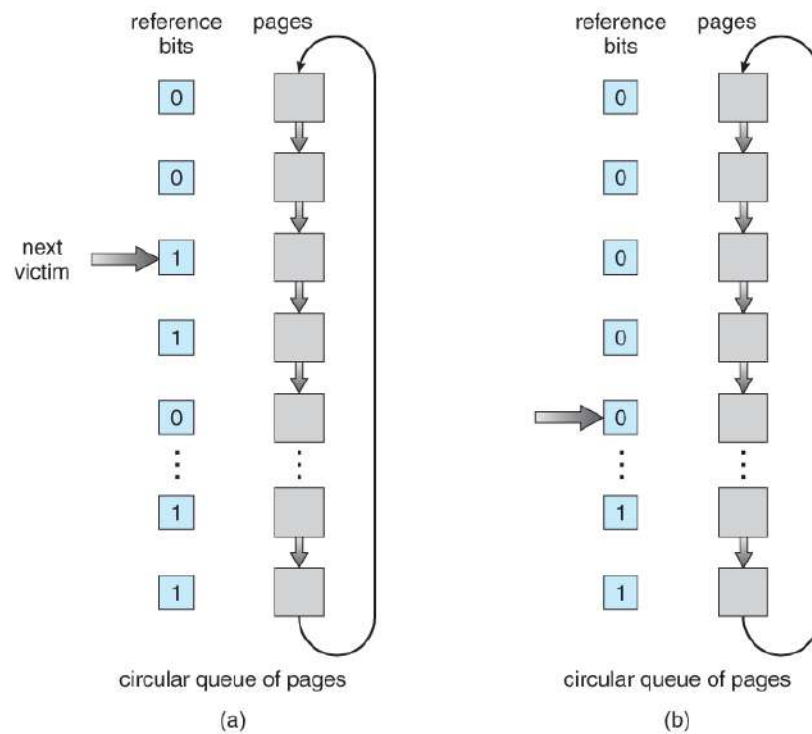 reference bits
pages
0
0
next victim
1
1
0
1
1
circular queue of pages
(a)
reference bits
pages
0
0
0
0
0
1
1
circular queue of pages
(b)